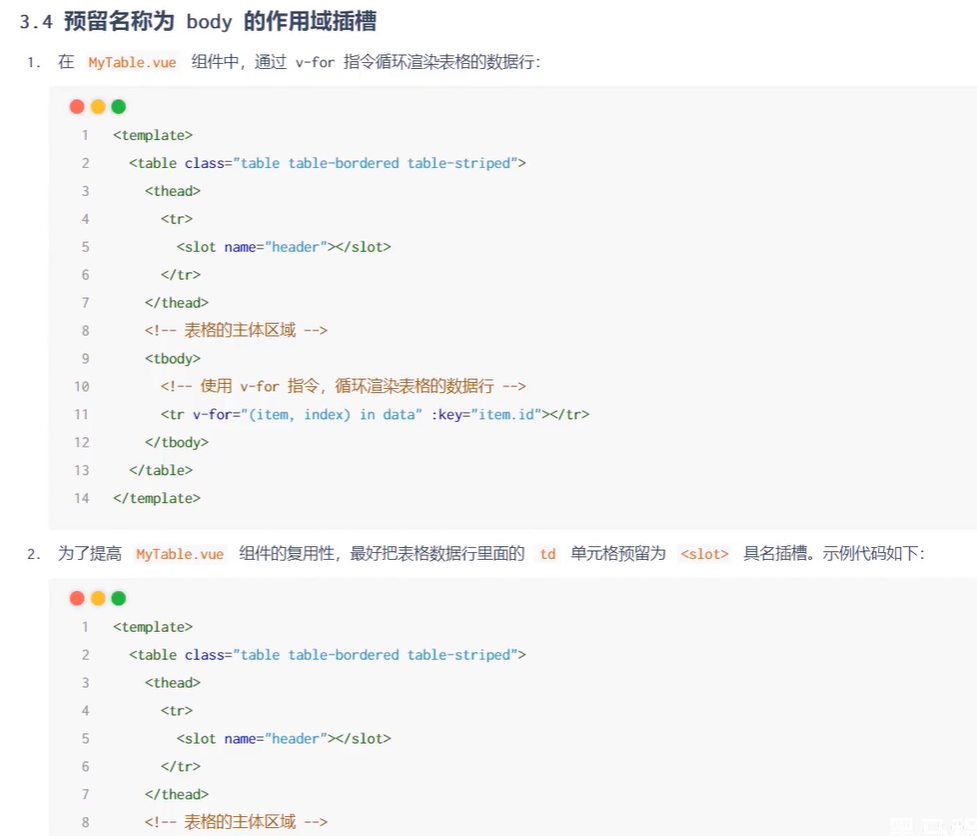 3.4 预留名称为 body 的作用域插槽
1. 在 MyTable.vue 组件中，通过 v-for 指令循环渲染表格的数据行：
1 <template>
2 <table class="table table-bordered table-striped">
3 <thead>
4 <tr>
5 <slot name="header"></slot>
6 </tr>
7 </thead>
8 <!-- 表格的主体区域 -->
9 <tbody>
10 <!-- 使用 v-for 指令，循环渲染表格的数据行 -->
11 <tr v-for="(item, index) in data" :key="item.id"></tr>
12 </tbody>
13 </table>
14 </template>
2. 为了提高 MyTable.vue 组件的复用性，最好把表格数据行里面的 td 单元格预留为 <slot> 具名插槽。示例代码如下：
1 <template>
2 <table class="table table-bordered table-striped">
3 <thead>
4 <tr>
5 <slot name="header"></slot>
6 </tr>
7 </thead>
8 <!-- 表格的主体区域 -->